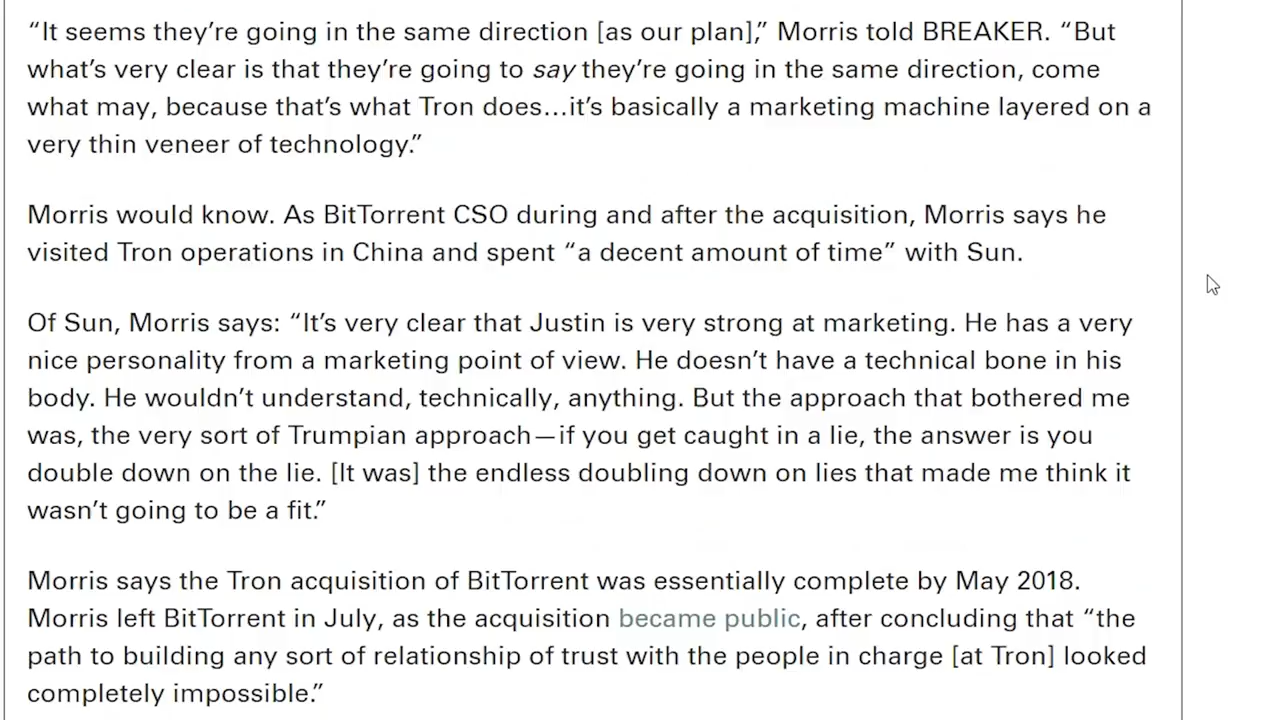 “It seems they’re going in the same direction [as our plan],” Morris told BREAKER. “But
what’s very clear is that they’re going to say they’re going in the same direction, come
what may, because that’s what Tron does…it’s basically a marketing machine layered on a
very thin veneer of technology.”
Morris would know. As BitTorrent CSO during and after the acquisition, Morris says he
visited Tron operations in China and spent “a decent amount of time” with Sun.
Of Sun, Morris says: “It’s very clear that Justin is very strong at marketing. He has a very
nice personality from a marketing point of view. He doesn’t have a technical bone in his
body. He wouldn’t understand, technically, anything. But the approach that bothered me
was, the very sort of Trumpian approach—if you get caught in a lie, the answer is you
double down on the lie. [It was] the endless doubling down on lies that made me think it
wasn’t going to be a fit.”
Morris says the Tron acquisition of BitTorrent was essentially complete by May 2018.
Morris left BitTorrent in July, as the acquisition became public, after concluding that “the
path to building any sort of relationship of trust with the people in charge [at Tron] looked
completely impossible.”